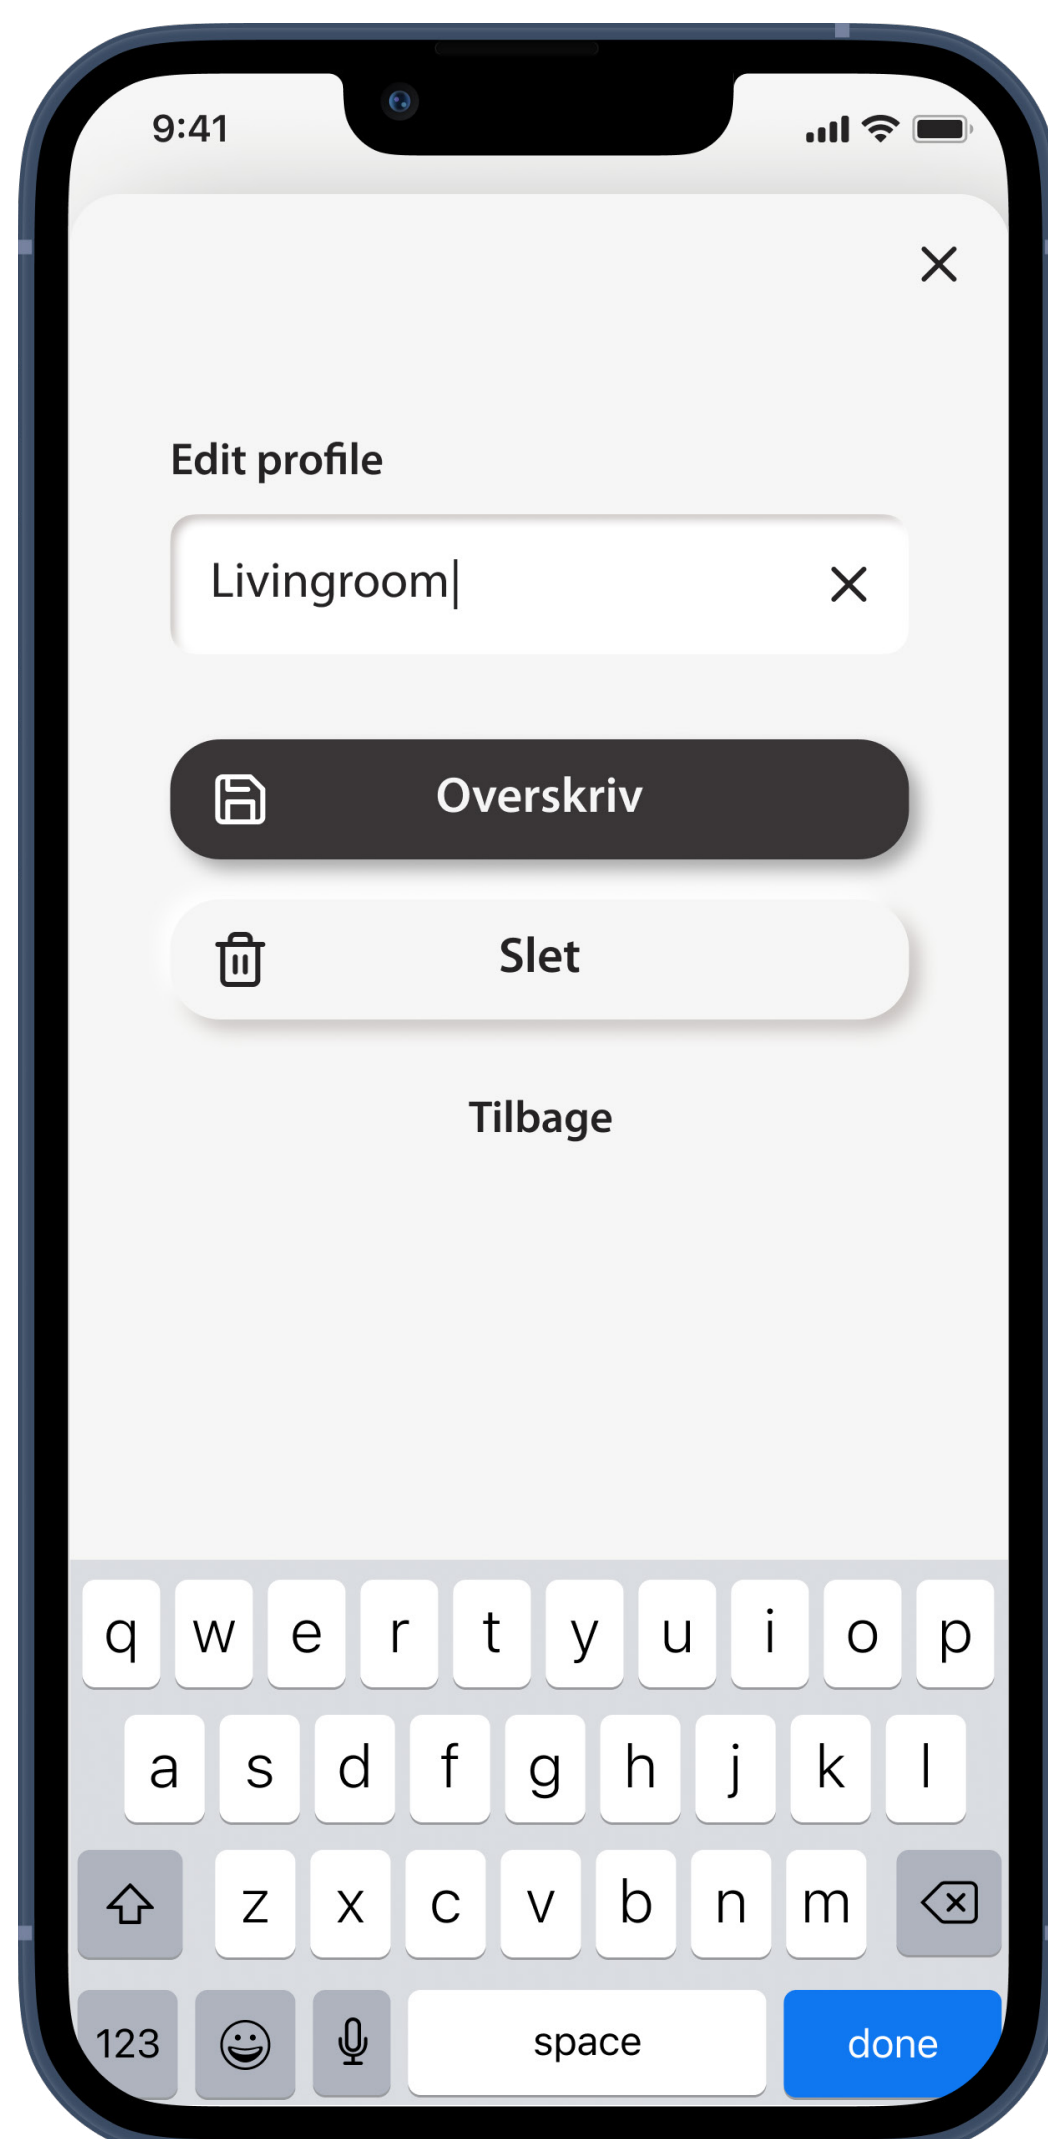 9:41
Edit profile
Livingroom
Overskriv
Slet
Tilbage
q w e r t y u i o p
a s d f g h j k l
z x c v b n m
123 space done